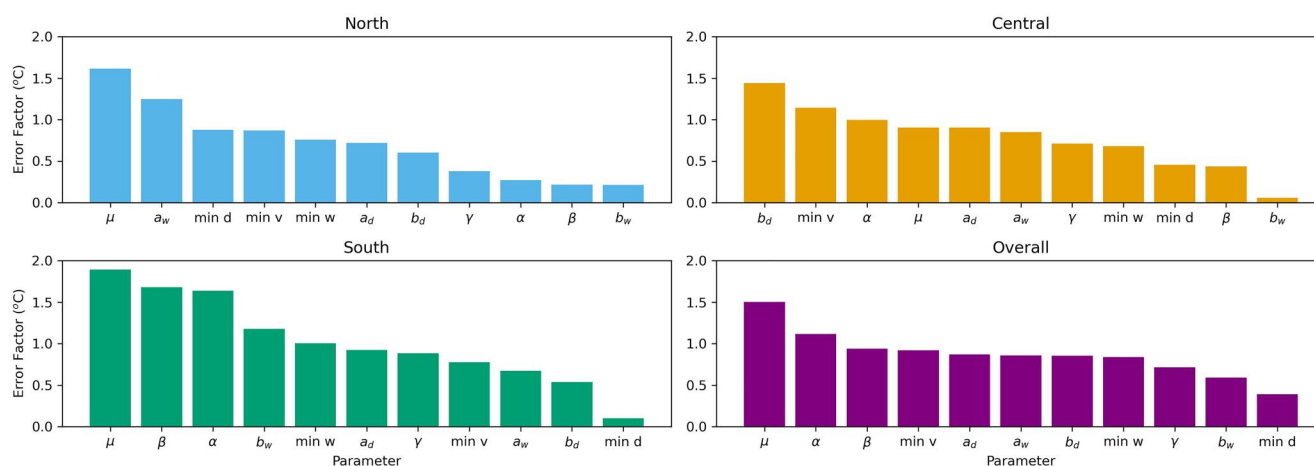 North
Error Factor (°C)
2.0
1.5
1.0
0.5
0.0
μ a_w min d min v min w a_d b_d γ α β b_w
Central
2.0
1.5
1.0
0.5
0.0
b_d min v α μ a_d a_w γ min w min d β b_w
South
Error Factor (°C)
2.0
1.5
1.0
0.5
0.0
μ β α b_w min w a_d γ min v a_w b_d min d
Parameter
Overall
2.0
1.5
1.0
0.5
0.0
μ α β min v a_d a_w b_d min w γ b_w min d
Parameter